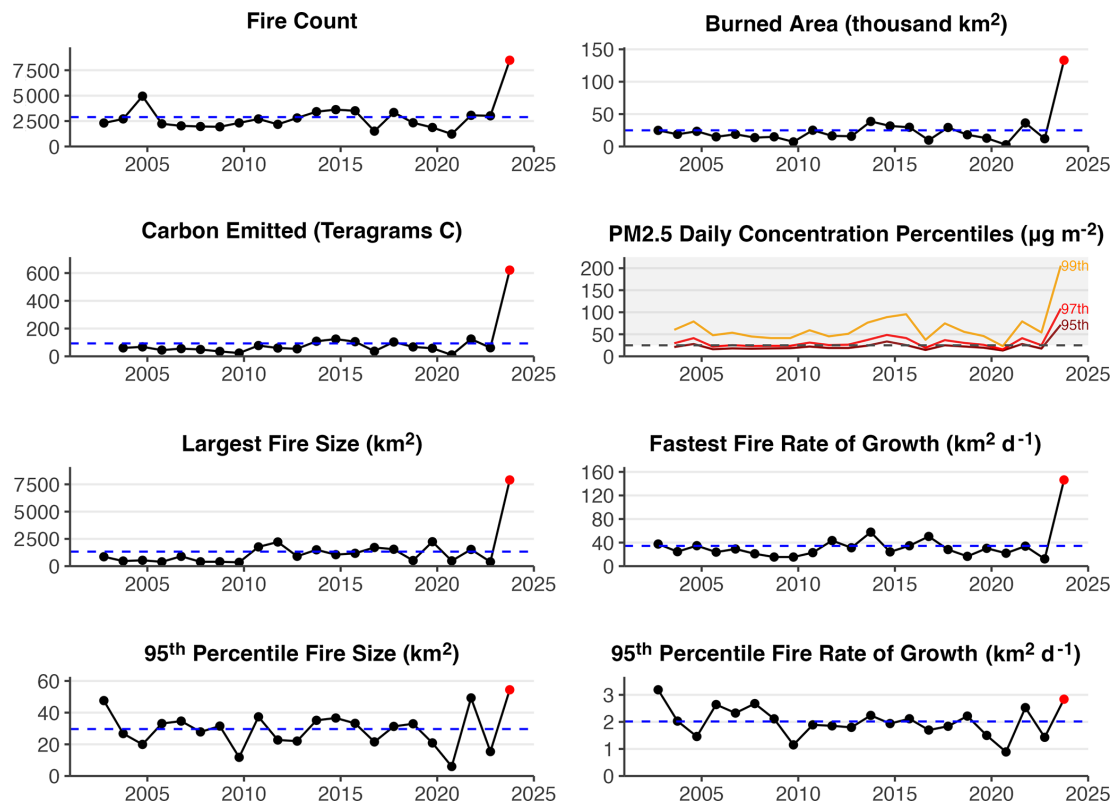 Fire Count
7500
5000
2500
0
2005 2010 2015 2020 2025
Burned Area (thousand km²)
150
100
50
0
2005 2010 2015 2020 2025
Carbon Emitted (Teragrams C)
600
400
200
0
2005 2010 2015 2020 2025
PM2.5 Daily Concentration Percentiles (µg m⁻²)
200
150
100
50
0
99th
97th
95th
2005 2010 2015 2020 2025
Largest Fire Size (km²)
7500
5000
2500
0
2005 2010 2015 2020 2025
Fastest Fire Rate of Growth (km² d⁻¹)
160
120
80
40
0
2005 2010 2015 2020 2025
95th Percentile Fire Size (km²)
60
40
20
0
2005 2010 2015 2020 2025
95th Percentile Fire Rate of Growth (km² d⁻¹)
3
2
1
0
2005 2010 2015 2020 2025